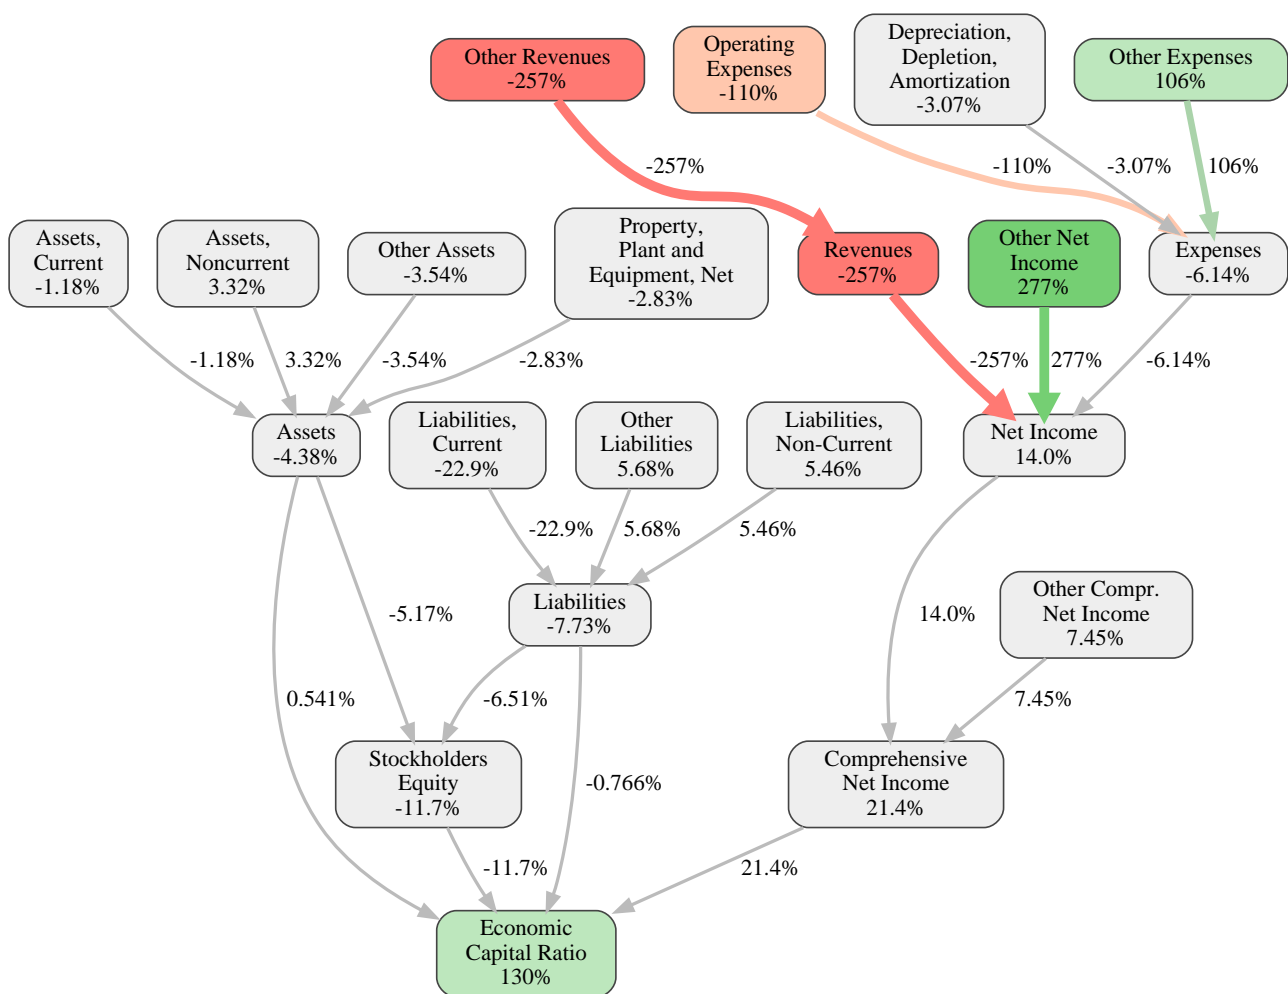 Other Revenues
-257%
Operating
Expenses
-110%
Depreciation,
Depletion,
Amortization
-3.07%
Other Expenses
106%
-257%
-110%
-3.07%
106%
Assets,
Current
-1.18%
Assets,
Noncurrent
3.32%
Other Assets
-3.54%
Property,
Plant and
Equipment, Net
-2.83%
Revenues
-257%
Other Net
Income
277%
Expenses
-6.14%
-1.18%
3.32%
-3.54%
-2.83%
-257%
277%
-6.14%
Assets
-4.38%
Liabilities,
Current
-22.9%
Other
Liabilities
5.68%
Liabilities,
Non-Current
5.46%
Net Income
14.0%
-22.9%
5.68%
5.46%
Liabilities
-7.73%
Other Compr.
Net Income
7.45%
-5.17%
14.0%
0.541%
-6.51%
7.45%
Stockholders
Equity
-11.7%
-0.766%
Comprehensive
Net Income
21.4%
-11.7%
21.4%
Economic
Capital Ratio
130%